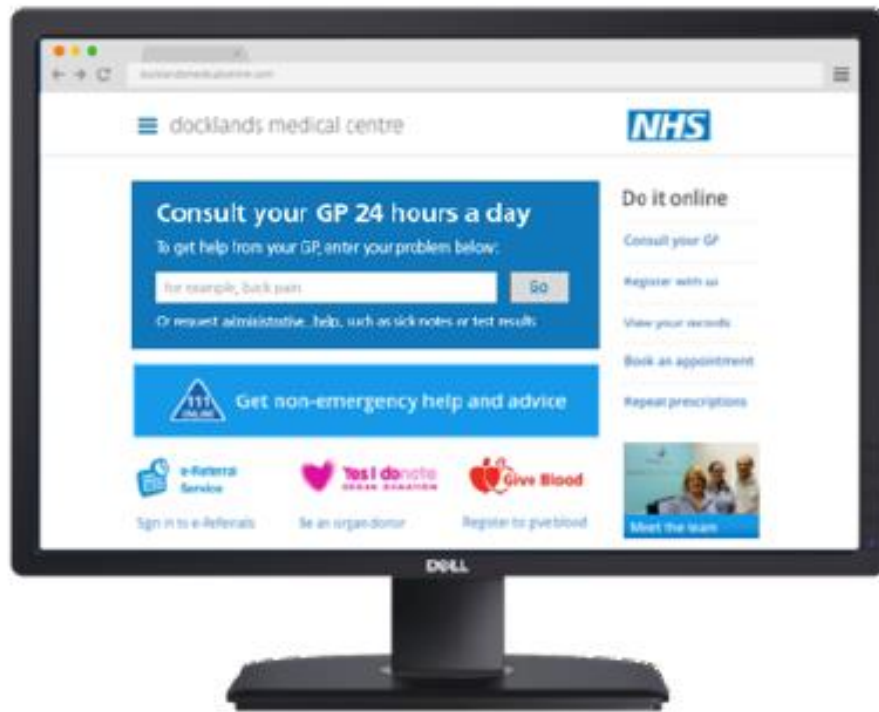 docklands medical centre
NHS
Consult your GP 24 hours a day
To get help from your GP, enter your problem below:
for example, back pain
Go
Or request administrative help, such as sick notes or test results
111
ONLINE
Get non-emergency help and advice
e-Referral
Service
Sign in to e-Referrals
Yes I donate
ORGAN DONATION
Be an organ donor
Give Blood
Register to give blood
Do it online
Consult your GP
Register with us
View your records
Book an appointment
Repeat prescriptions
Meet the team
DELL